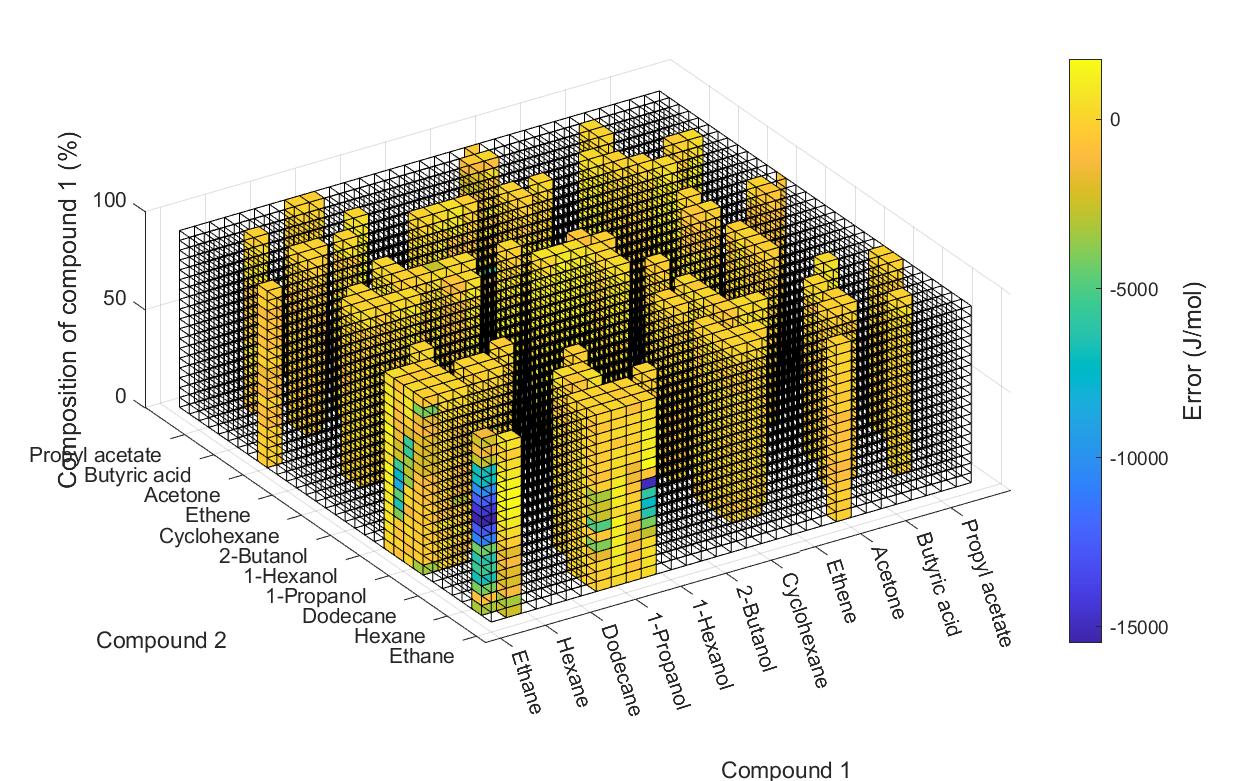 Composition of compound 1 (%)
100
50
0
Propyl acetate
Butyric acid
Acetone
Ethene
Cyclohexane
2-Butanol
1-Hexanol
1-Propanol
Dodecane
Hexane
Ethane
Compound 2
Ethane
Hexane
Dodecane
1-Propanol
1-Hexanol
2-Butanol
Cyclohexane
Ethene
Acetone
Butyric acid
Propyl acetate
Compound 1
0
-5000
-10000
-15000
Error (J/mol)